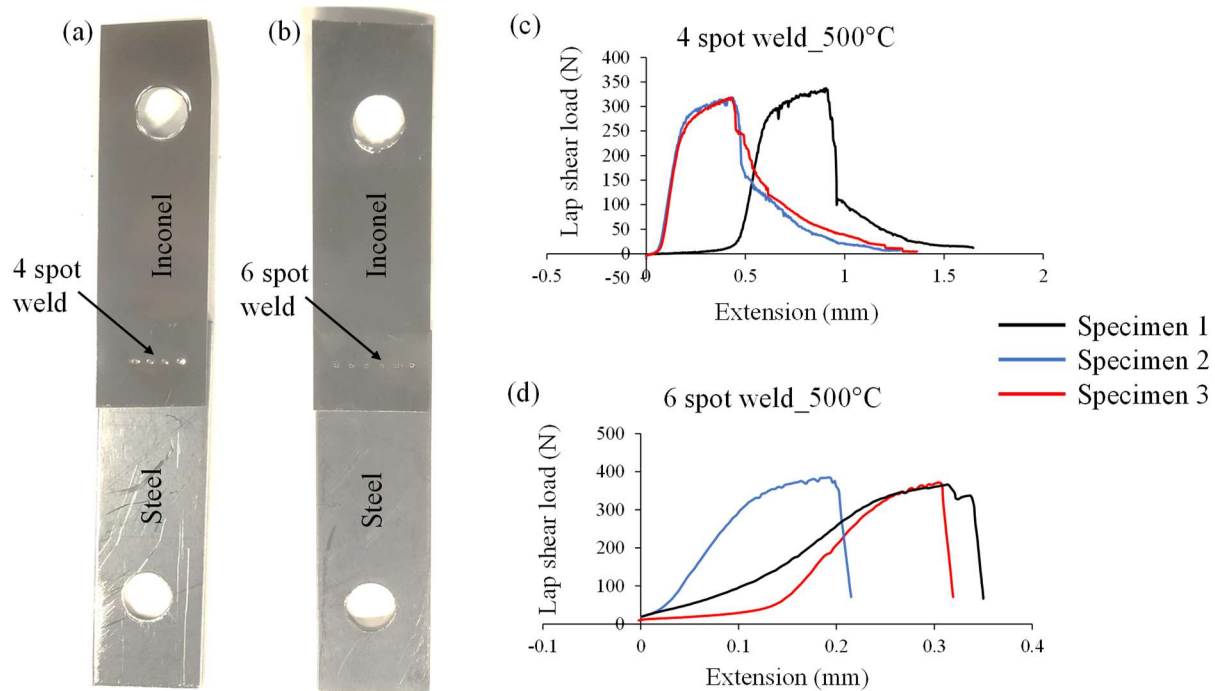 (a)
(b)
Inconel
Inconel
4 spot
weld
6 spot
weld
Steel
Steel
(c)
4 spot weld_500°C
Lap shear load (N)
400
350
300
250
200
150
100
50
0
-50
-0.5
0
0.5
1
1.5
2
Extension (mm)
Specimen 1
Specimen 2
Specimen 3
(d)
6 spot weld_500°C
Lap shear load (N)
500
400
300
200
100
0
-0.1
0
0.1
0.2
0.3
0.4
Extension (mm)